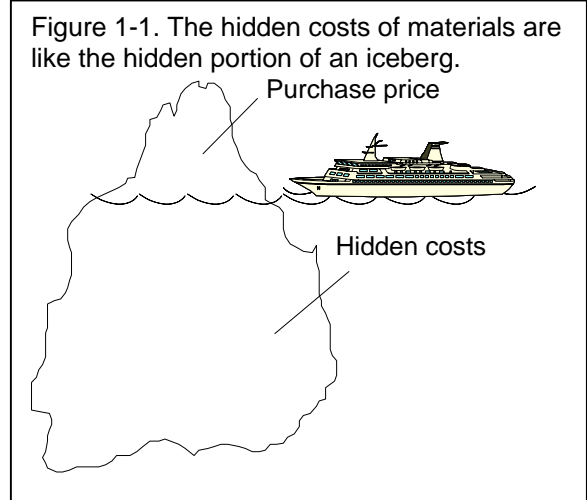 Figure 1-1. The hidden costs of materials are
like the hidden portion of an iceberg.
Purchase price
Hidden costs